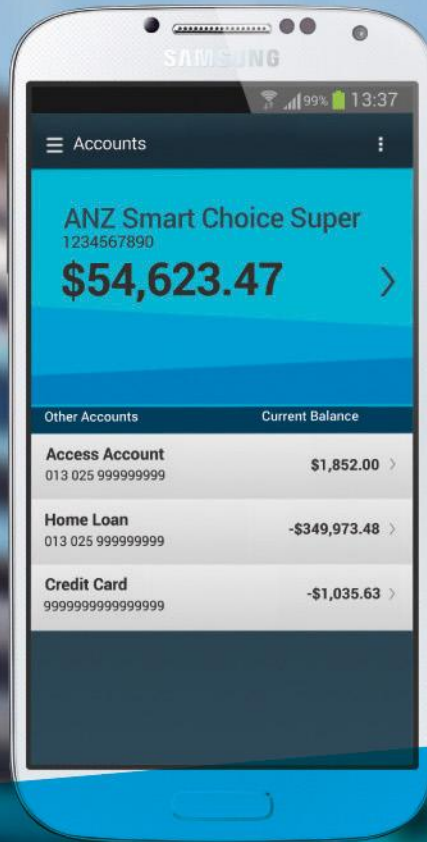 SAMSUNG
99% 13:37
Accounts
ANZ Smart Choice Super
1234567890
$54,623.47
Other Accounts Current Balance
Access Account
013 025 999999999
$1,852.00
Home Loan
013 025 999999999
-$349,973.48
Credit Card
9999999999999999
-$1,035.63